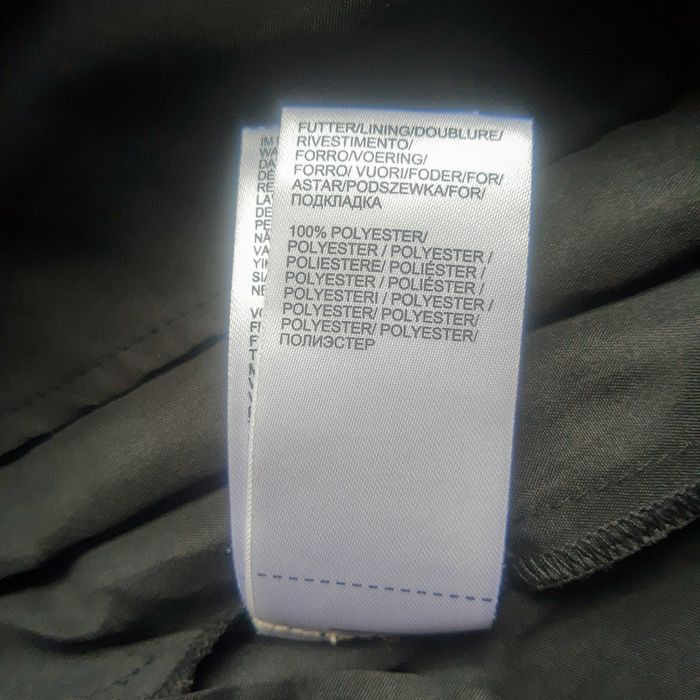 FUTTER/LINING/DOUBLURE/
RIVESTIMENTO/
FORRO/VOERING/
FORRO/ VUORI/FODER/FOR/
ASTAR/PODSZEWKA/FOR/
ПОДКЛАДКА
100% POLYESTER/
POLYESTER / POLYESTER /
POLIESTERE/ POLIÉSTER /
POLYESTER / POLIÉSTER /
POLYESTERI / POLYESTER /
POLYESTER/ POLYESTER/
POLYESTER/ POLYESTER/
ПОЛИЭСТЕР